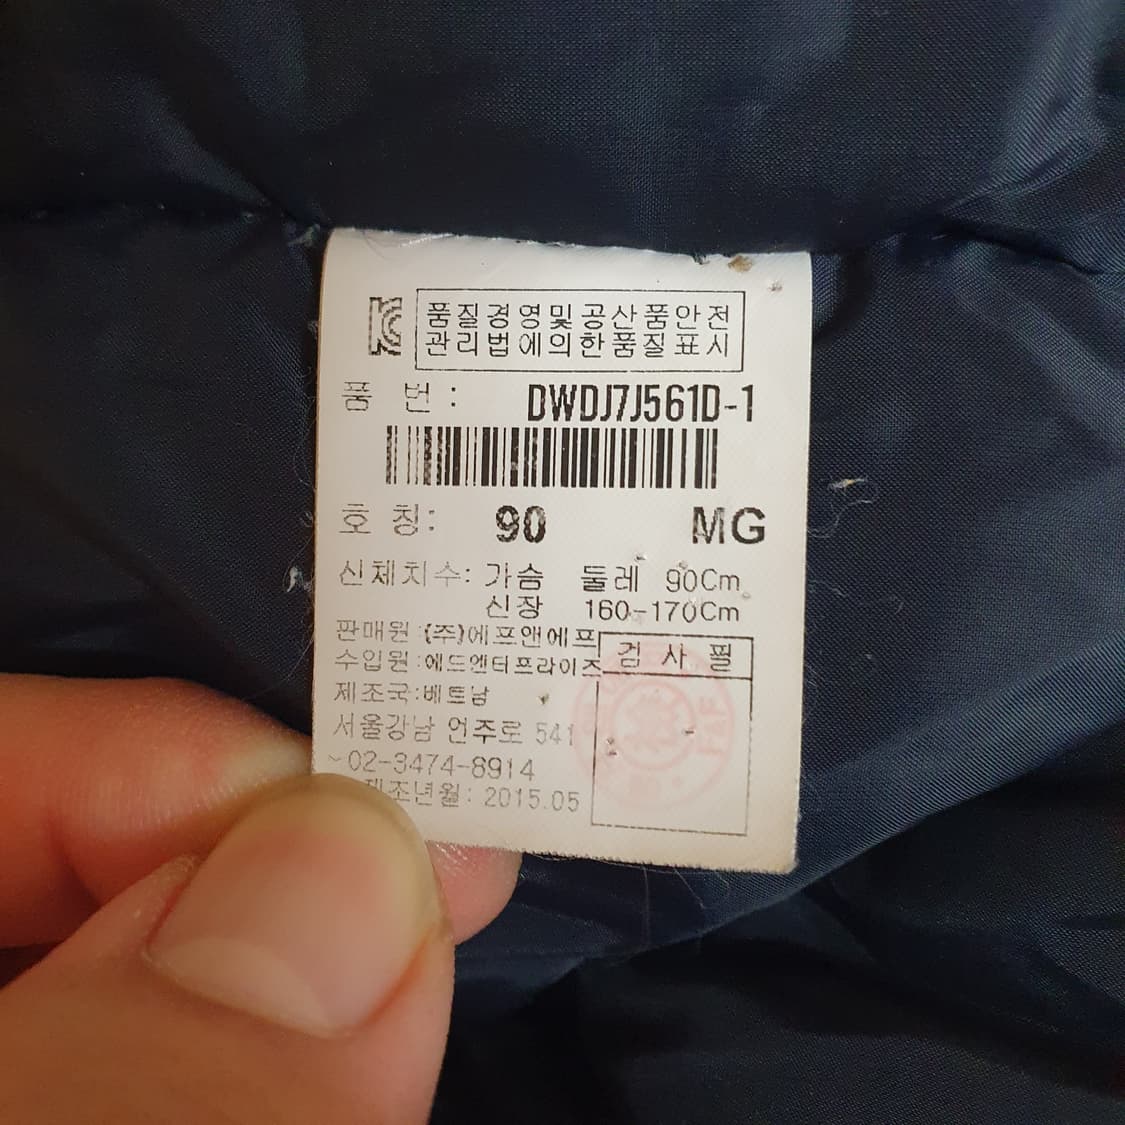 품질경영및공산품안전
관리법에의한품질표시
품 번: DWDJ7J561D-1
호 칭: 90 MG
신체치수: 가슴 둘레 90Cm
신장 160-170Cm
판매원:(주)에프앤에프
수입원:에드엔터프라이즈
검 사 필
제조국:베트남
서울강남 언주로 541
~02-3474-8914
제조년월: 2015.05